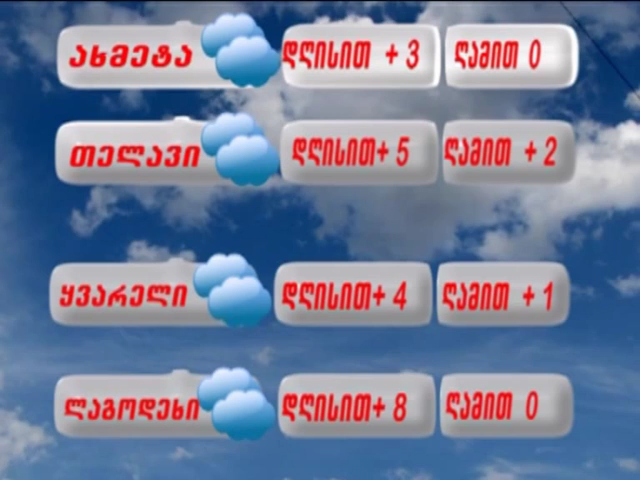 ახმეტა დღისით + 3 ღამით 0
თელავი დღისით+ 5 ღამით + 2
ყვარელი დღისით+ 4 ღამით + 1
ლაგოდეხი დღისით+ 8 ღამით 0